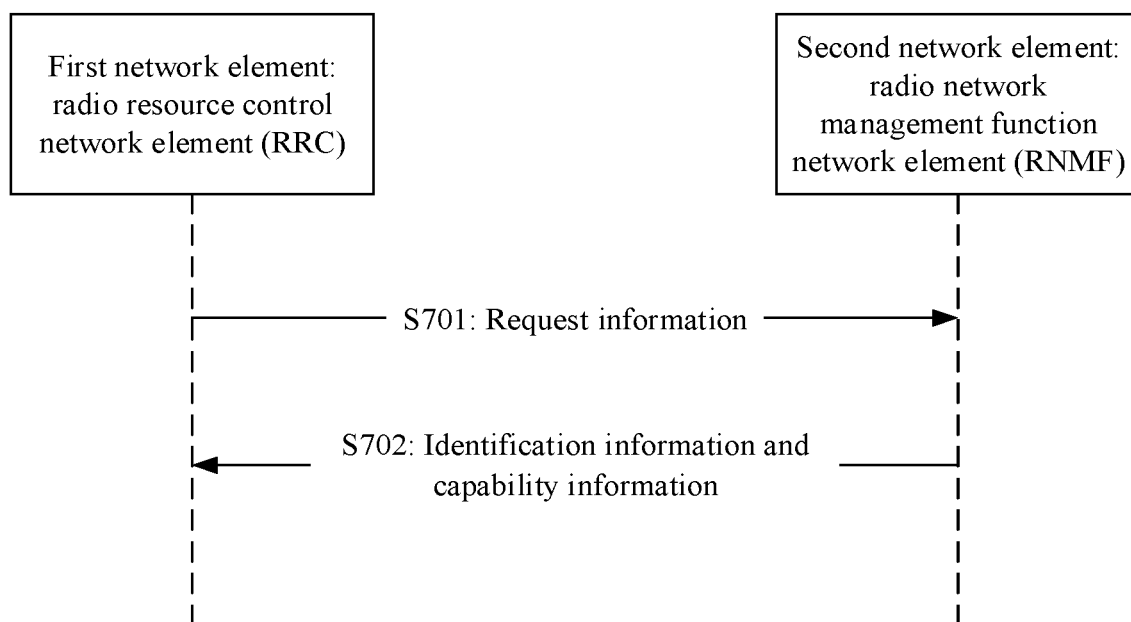 First network element:
radio resource control
network element (RRC)
Second network element:
radio network
management function
network element (RNMF)
S701: Request information
S702: Identification information and
capability information